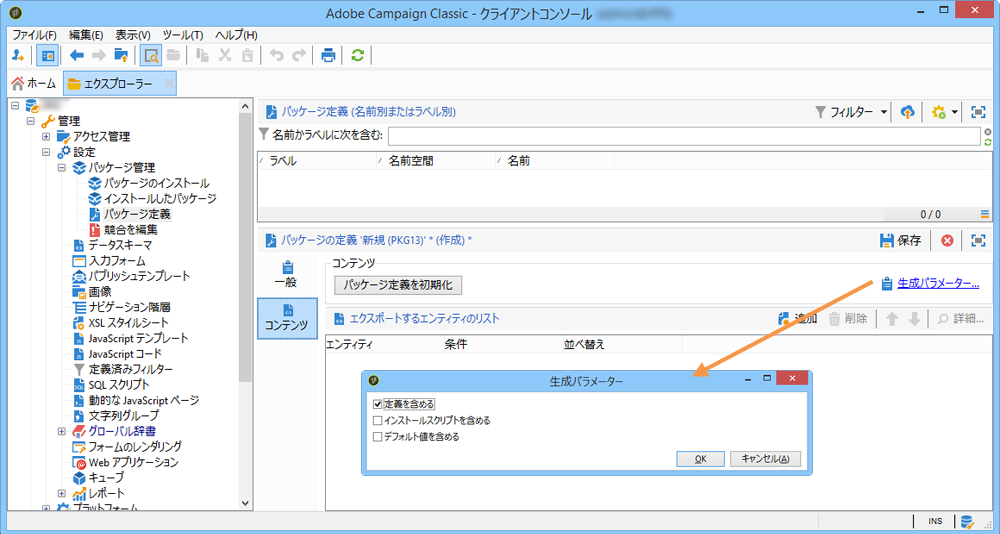 Adobe Campaign Classic - クライアントコンソール
ファイル(F) 編集(E) 表示(V) ツール(T) ヘルプ(H)
ホーム エクスプローラー
管理
アクセス管理
設定
パッケージ管理
パッケージのインストール
インストールしたパッケージ
パッケージ定義
競合を編集
データスキーマ
入力フォーム
パブリッシュテンプレート
画像
ナビゲーション階層
XSL スタイルシート
JavaScript テンプレート
JavaScript コード
定義済みフィルター
SQL スクリプト
動的な JavaScript ページ
文字列グループ
グローバル辞書
フォームのレンダリング
Web アプリケーション
キューブ
レポート
プラットフォーム
パッケージ定義 (名前別またはラベル別) フィルター
名前かラベルに次を含む:
ラベル 名前空間 名前
0 / 0
パッケージの定義 '新規 (PKG13)' * (作成) * 保存
一般
コンテンツ
コンテンツ
パッケージ定義を初期化 生成パラメーター...
エクスポートするエンティティのリスト 追加 削除 詳細...
エンティティ 条件 並べ替え
生成パラメーター
定義を含める
インストールスクリプトを含める
デフォルト値を含める
OK キャンセル(A)
INS